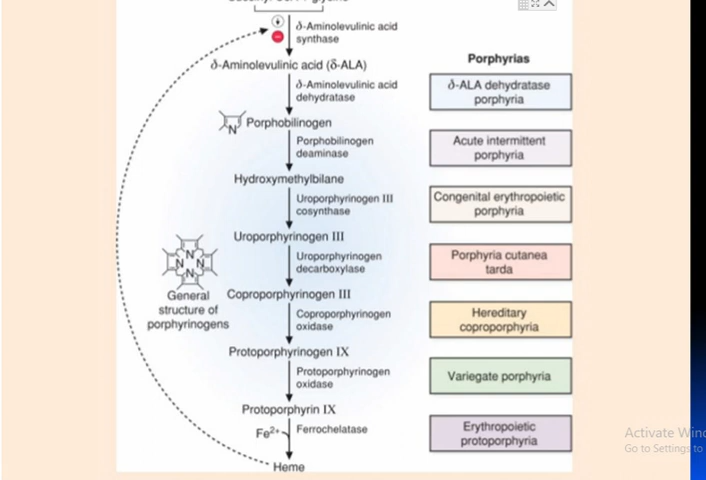 δ-Aminolevulinic acid
synthase
δ-Aminolevulinic acid (δ-ALA)
δ-Aminolevulinic acid
dehydratase
N
Porphobilinogen
Porphobilinogen
deaminase
Hydroxymethylbilane
Uroporphyrinogen III
cosynthase
Uroporphyrinogen III
Uroporphyrinogen
decarboxylase
N
N N
N
General
structure of
porphyrinogens
Coproporphyrinogen III
Coproporphyrinogen
oxidase
Protoporphyrinogen IX
Protoporphyrinogen
oxidase
Protoporphyrin IX
Fe²⁺
Ferrochelatase
Heme
Porphyrias
δ-ALA dehydratase
porphyria
Acute intermittent
porphyria
Congenital erythropoietic
porphyria
Porphyria cutanea
tarda
Hereditary
coproporphyria
Variegate porphyria
Erythropoietic
protoporphyria
Activate Win
Go to Settings to